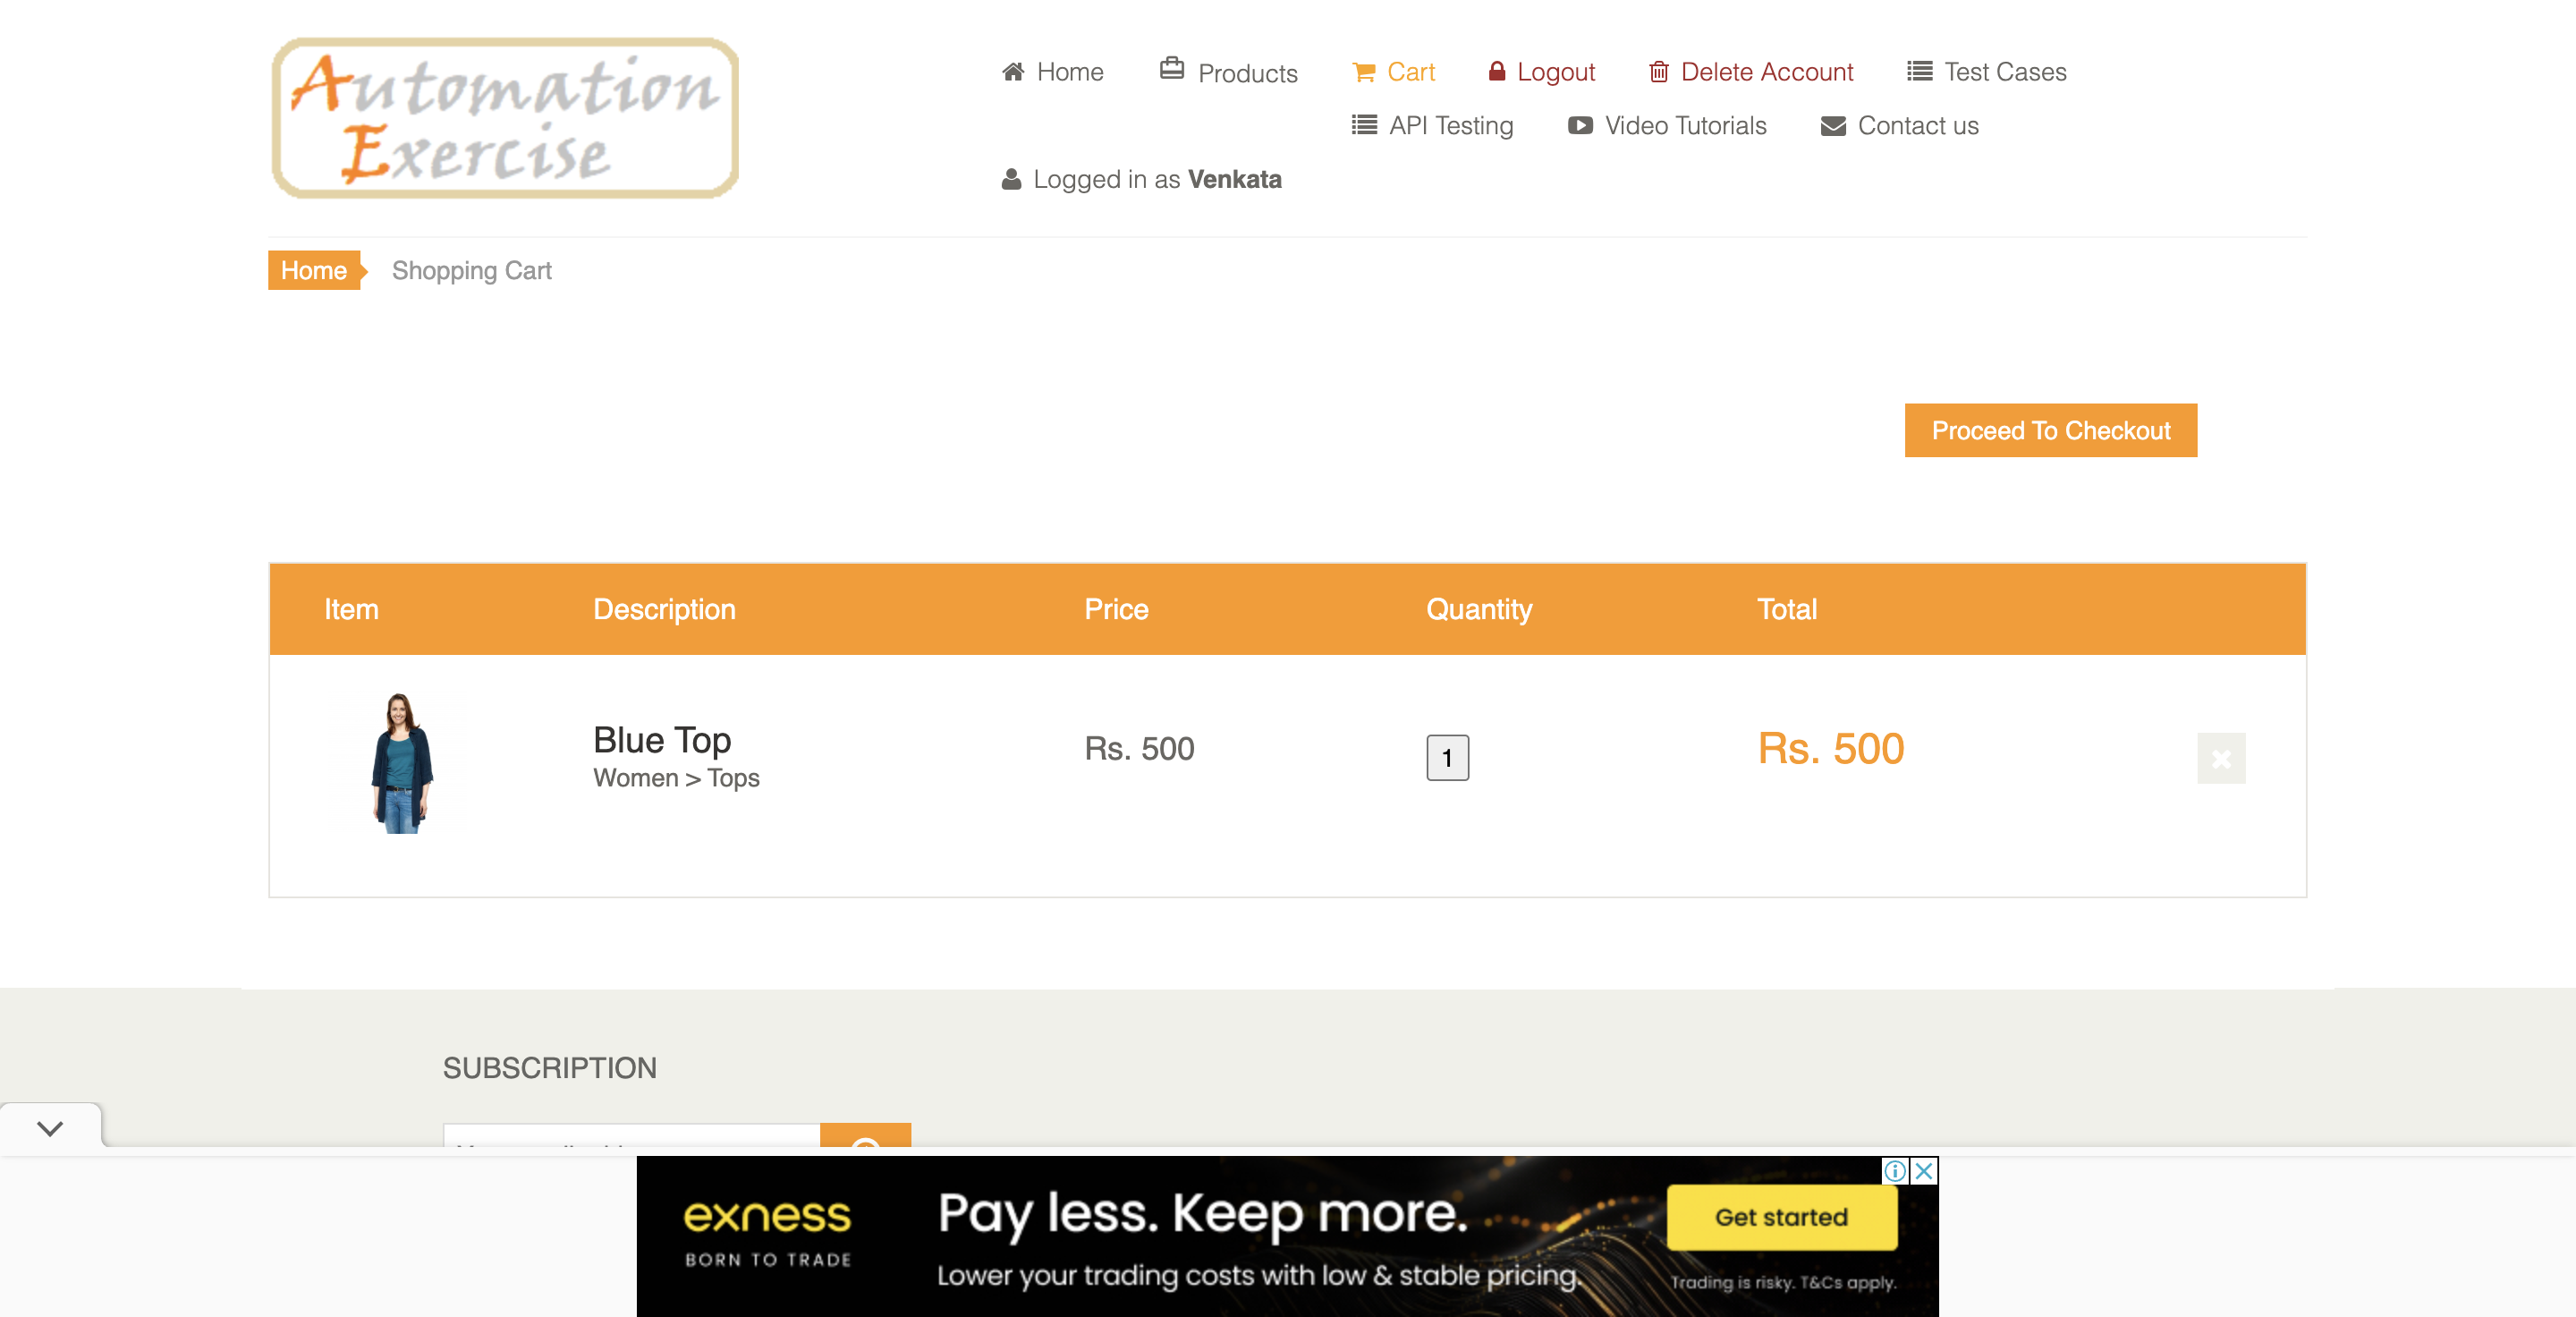 Automation
Exercise
Home Products Cart Logout Delete Account Test Cases
API Testing Video Tutorials Contact us
Logged in as Venkata
Home Shopping Cart
Proceed To Checkout
Item Description Price Quantity Total
Blue Top
Women > Tops
Rs. 500
1
Rs. 500
SUBSCRIPTION
exness
BORN TO TRADE
Pay less. Keep more.
Lower your trading costs with low & stable pricing.
Get started
Trading is risky. T&Cs apply.